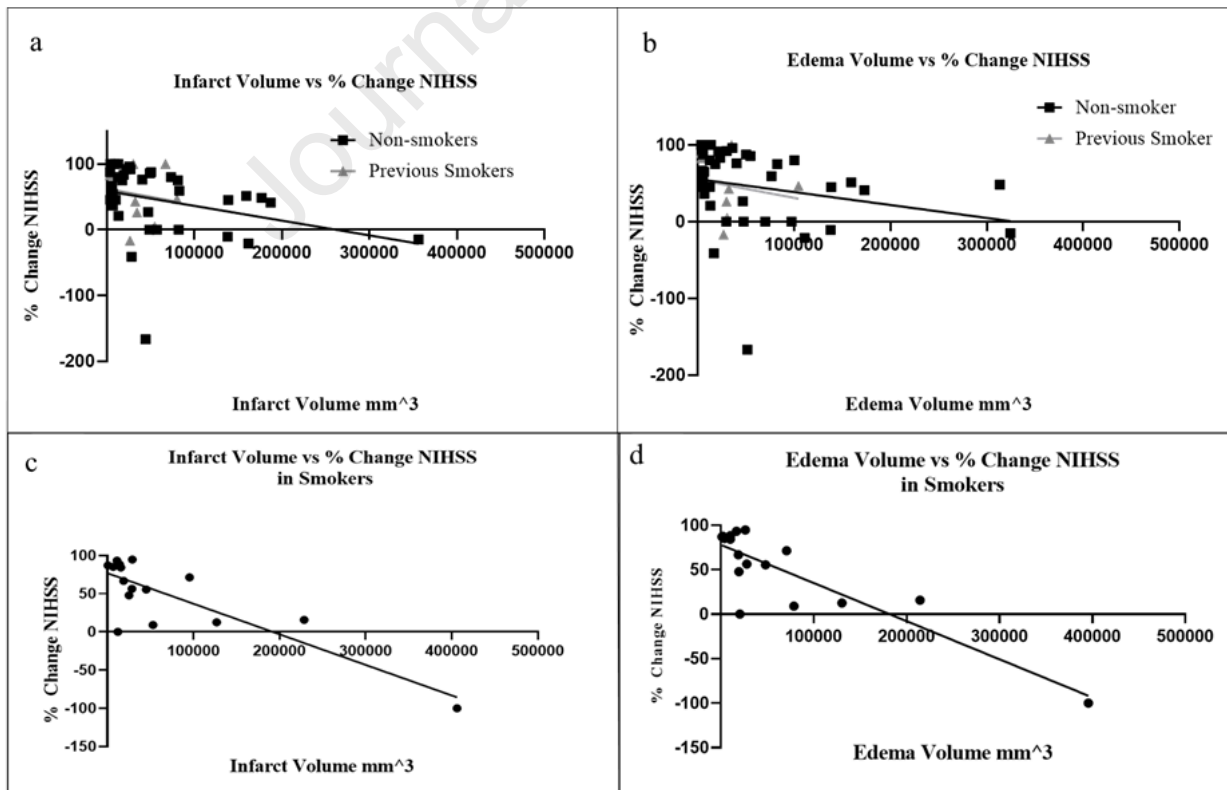 Journa
a
Infarct Volume vs % Change NIHSS
Non-smokers
Previous Smokers
100
0
-100
-200
100000
200000
300000
400000
500000
% Change NIHSS
Infarct Volume mm^3
b
Edema Volume vs % Change NIHSS
Non-smoker
Previous Smoker
100
0
-100
-200
100000
200000
300000
400000
500000
% Change NIHSS
Edema Volume mm^3
c
Infarct Volume vs % Change NIHSS
in Smokers
100
50
0
-50
-100
-150
100000
200000
300000
400000
500000
% Change NIHSS
Infarct Volume mm^3
d
Edema Volume vs % Change NIHSS
in Smokers
100
50
0
-50
-100
-150
100000
200000
300000
400000
500000
% Change NIHSS
Edema Volume mm^3